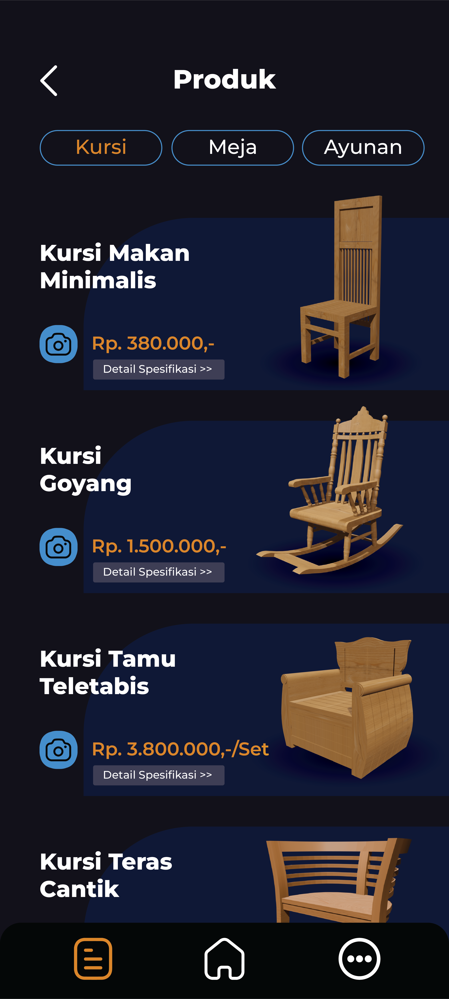 Produk
Kursi
Meja
Ayunan
Kursi Makan
Minimalis
Rp. 380.000,-
Detail Spesifikasi >>
Kursi
Goyang
Rp. 1.500.000,-
Detail Spesifikasi >>
Kursi Tamu
Teletabis
Rp. 3.800.000,-/Set
Detail Spesifikasi >>
Kursi Teras
Cantik